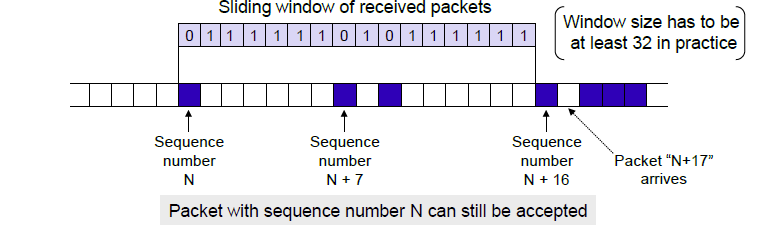 Sliding window of received packets
Window size has to be
at least 32 in practice
0 1 1 1 1 1 1 0 1 0 1 1 1 1 1 1
Sequence
number
N
Sequence
number
N + 7
Sequence
number
N + 16
Packet “N+17”
arrives
Packet with sequence number N can still be accepted